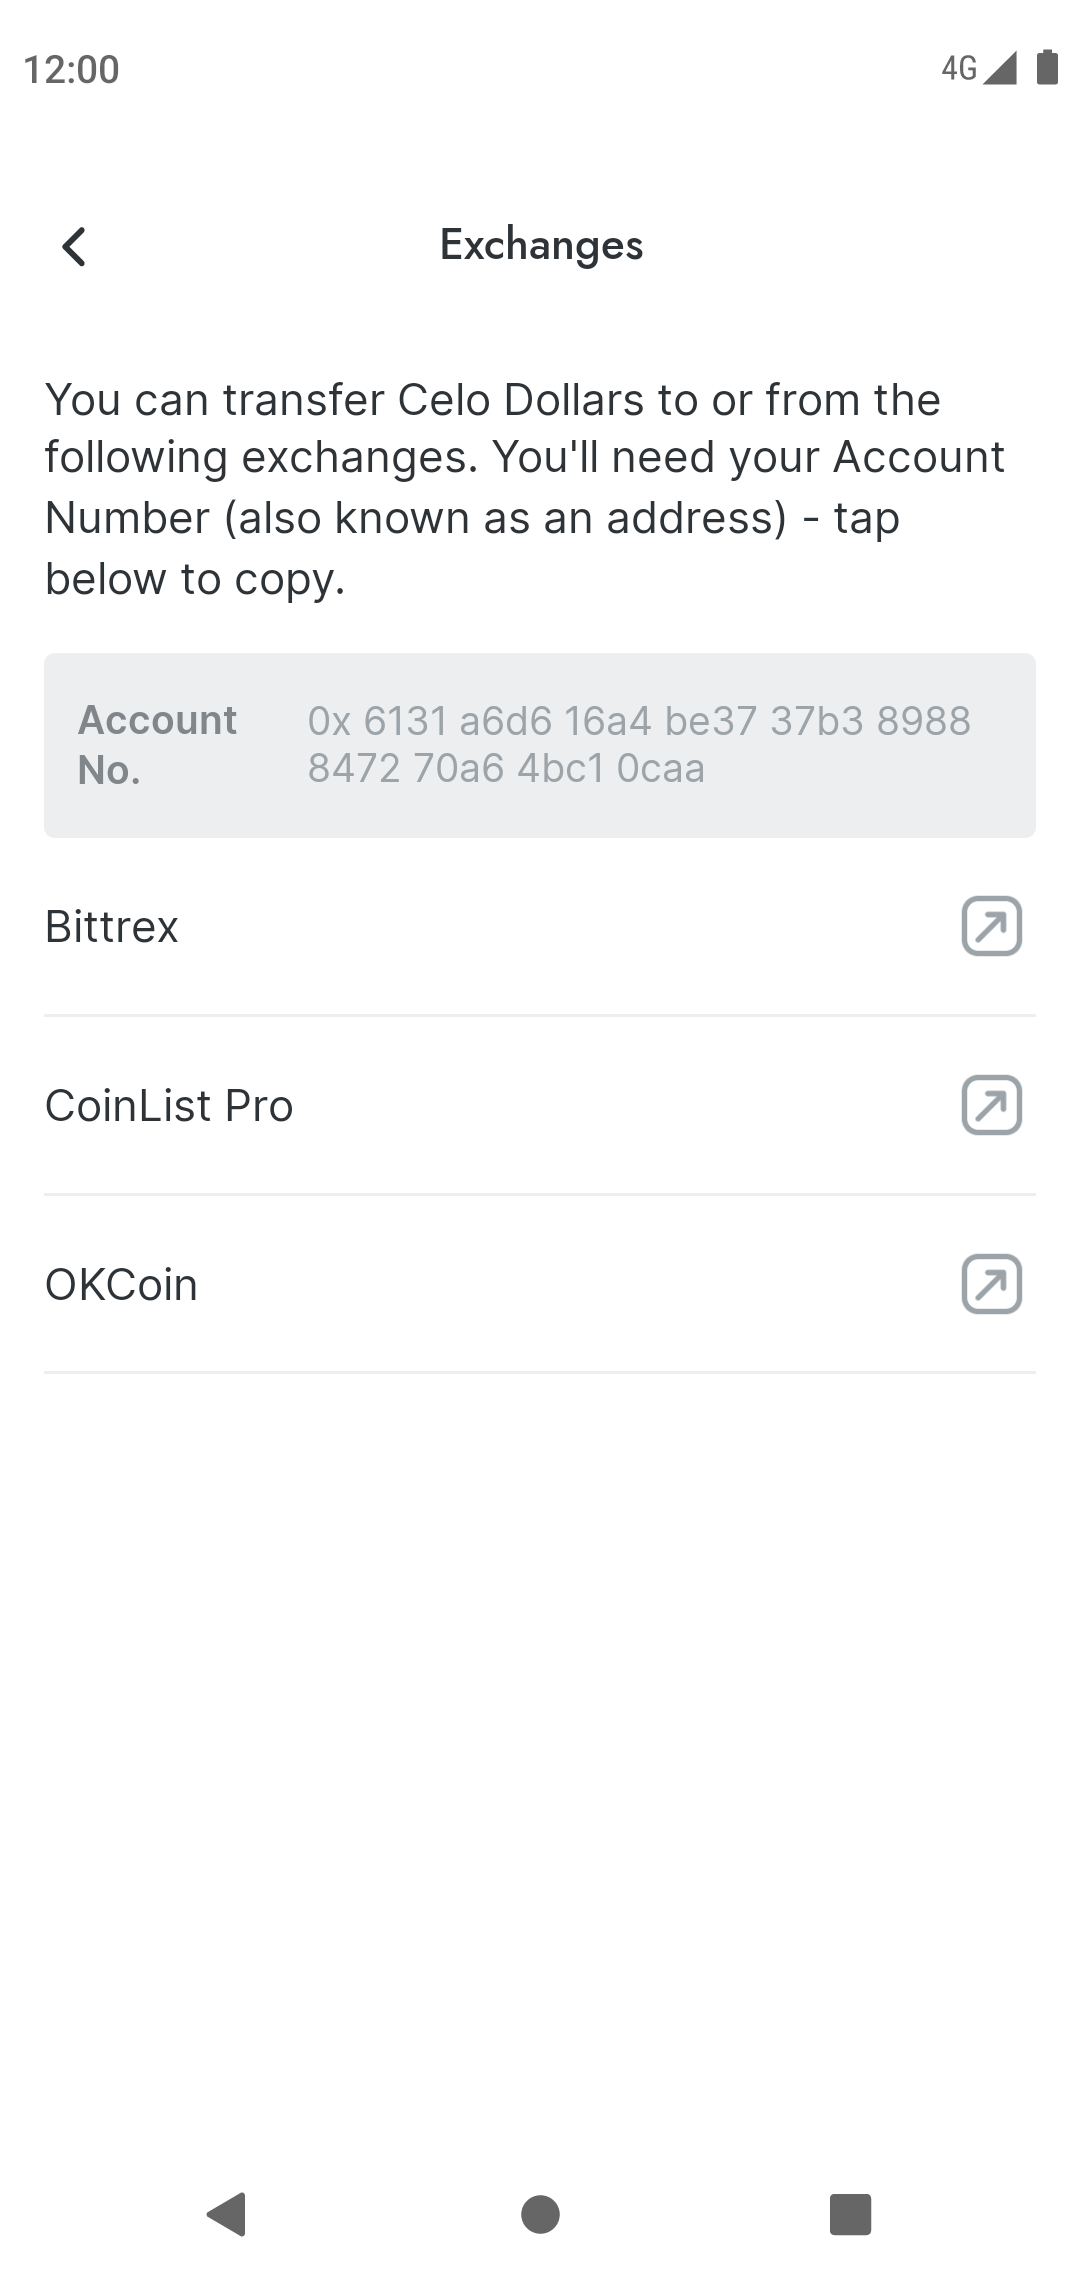 12:00
4G
Exchanges
You can transfer Celo Dollars to or from the
following exchanges. You'll need your Account
Number (also known as an address) - tap
below to copy.
Account
No.
0x 6131 a6d6 16a4 be37 37b3 8988
8472 70a6 4bc1 0caa
Bittrex
CoinList Pro
OKCoin